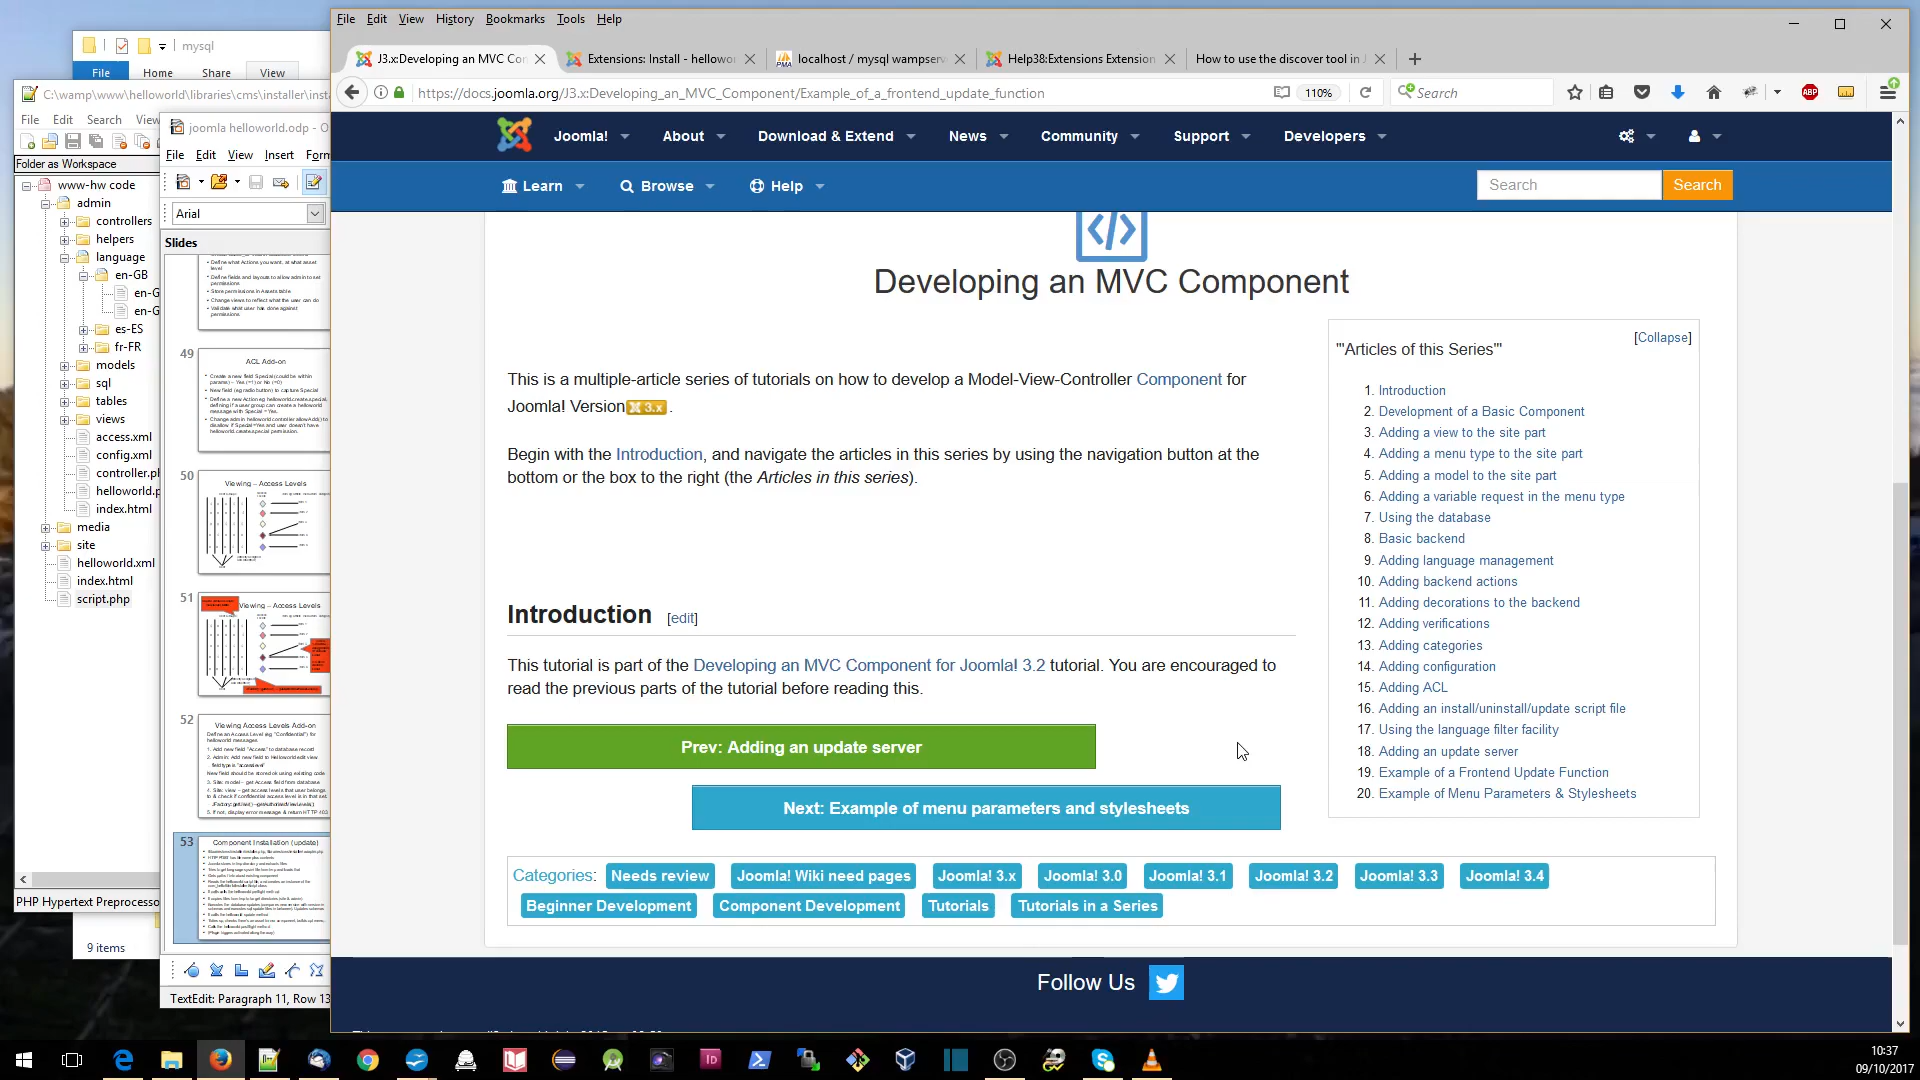 mysql
File Home Share View
C:\wamp\www\helloworld\libraries\cms\installer\inst
File Edit Search Vie
Folder as Workspace
www-hw code
admin
controllers
helpers
language
en-GB
en-G
en-G
es-ES
fr-FR
models
sql
tables
views
access.xml
config.xml
controller.pl
helloworld.p
index.html
media
site
helloworld.xml
index.html
script.php
PHP Hypertext Preprocesso
9 items
joomla helloworld.odp - O
File Edit View Insert Form
Arial
Slides
49
ACL Add-on
50
Viewing – Access Levels
51
Viewing – Access Levels
52
Viewing Access Levels Add-on
53
Component Installation (update)
TextEdit: Paragraph 11, Row 13
File Edit View History Bookmarks Tools Help
J3.x:Developing an MVC Co
Extensions: Install - hellowo
localhost / mysql wampserv
Help38:Extensions Extension
How to use the discover tool in J
https://docs.joomla.org/J3.x:Developing_an_MVC_Component/Example_of_a_frontend_update_function
110%
Search
ABP
Joomla! About Download & Extend News Community Support Developers
Learn Browse Help
Search Search
</>
Developing an MVC Component
This is a multiple-article series of tutorials on how to develop a Model-View-Controller Component for
Joomla! Version 3.x .
Begin with the Introduction, and navigate the articles in this series by using the navigation button at the
bottom or the box to the right (the Articles in this series).
Introduction [edit]
This tutorial is part of the Developing an MVC Component for Joomla! 3.2 tutorial. You are encouraged to
read the previous parts of the tutorial before reading this.
Prev: Adding an update server
Next: Example of menu parameters and stylesheets
[Collapse]
'"Articles of this Series"'
1. Introduction
2. Development of a Basic Component
3. Adding a view to the site part
4. Adding a menu type to the site part
5. Adding a model to the site part
6. Adding a variable request in the menu type
7. Using the database
8. Basic backend
9. Adding language management
10. Adding backend actions
11. Adding decorations to the backend
12. Adding verifications
13. Adding categories
14. Adding configuration
15. Adding ACL
16. Adding an install/uninstall/update script file
17. Using the language filter facility
18. Adding an update server
19. Example of a Frontend Update Function
20. Example of Menu Parameters & Stylesheets
Categories: Needs review Joomla! Wiki need pages Joomla! 3.x Joomla! 3.0 Joomla! 3.1 Joomla! 3.2 Joomla! 3.3 Joomla! 3.4
Beginner Development Component Development Tutorials Tutorials in a Series
Follow Us
10:37
09/10/2017